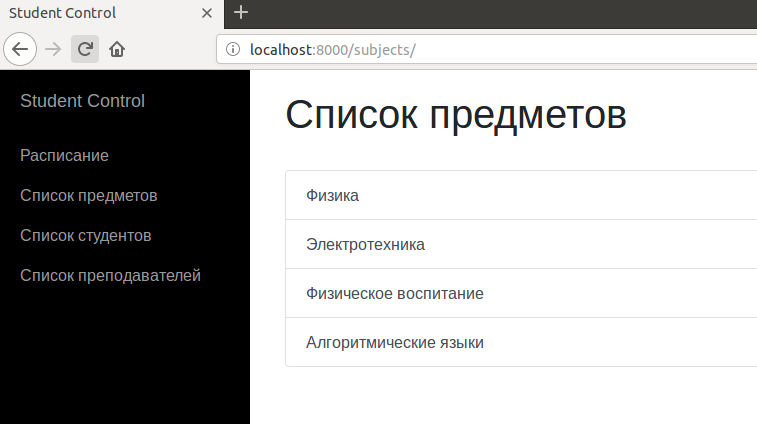 Student Control
localhost:8000/subjects/
Student Control
Расписание
Список предметов
Список студентов
Список преподавателей
Список предметов
Физика
Электротехника
Физическое воспитание
Алгоритмические языки